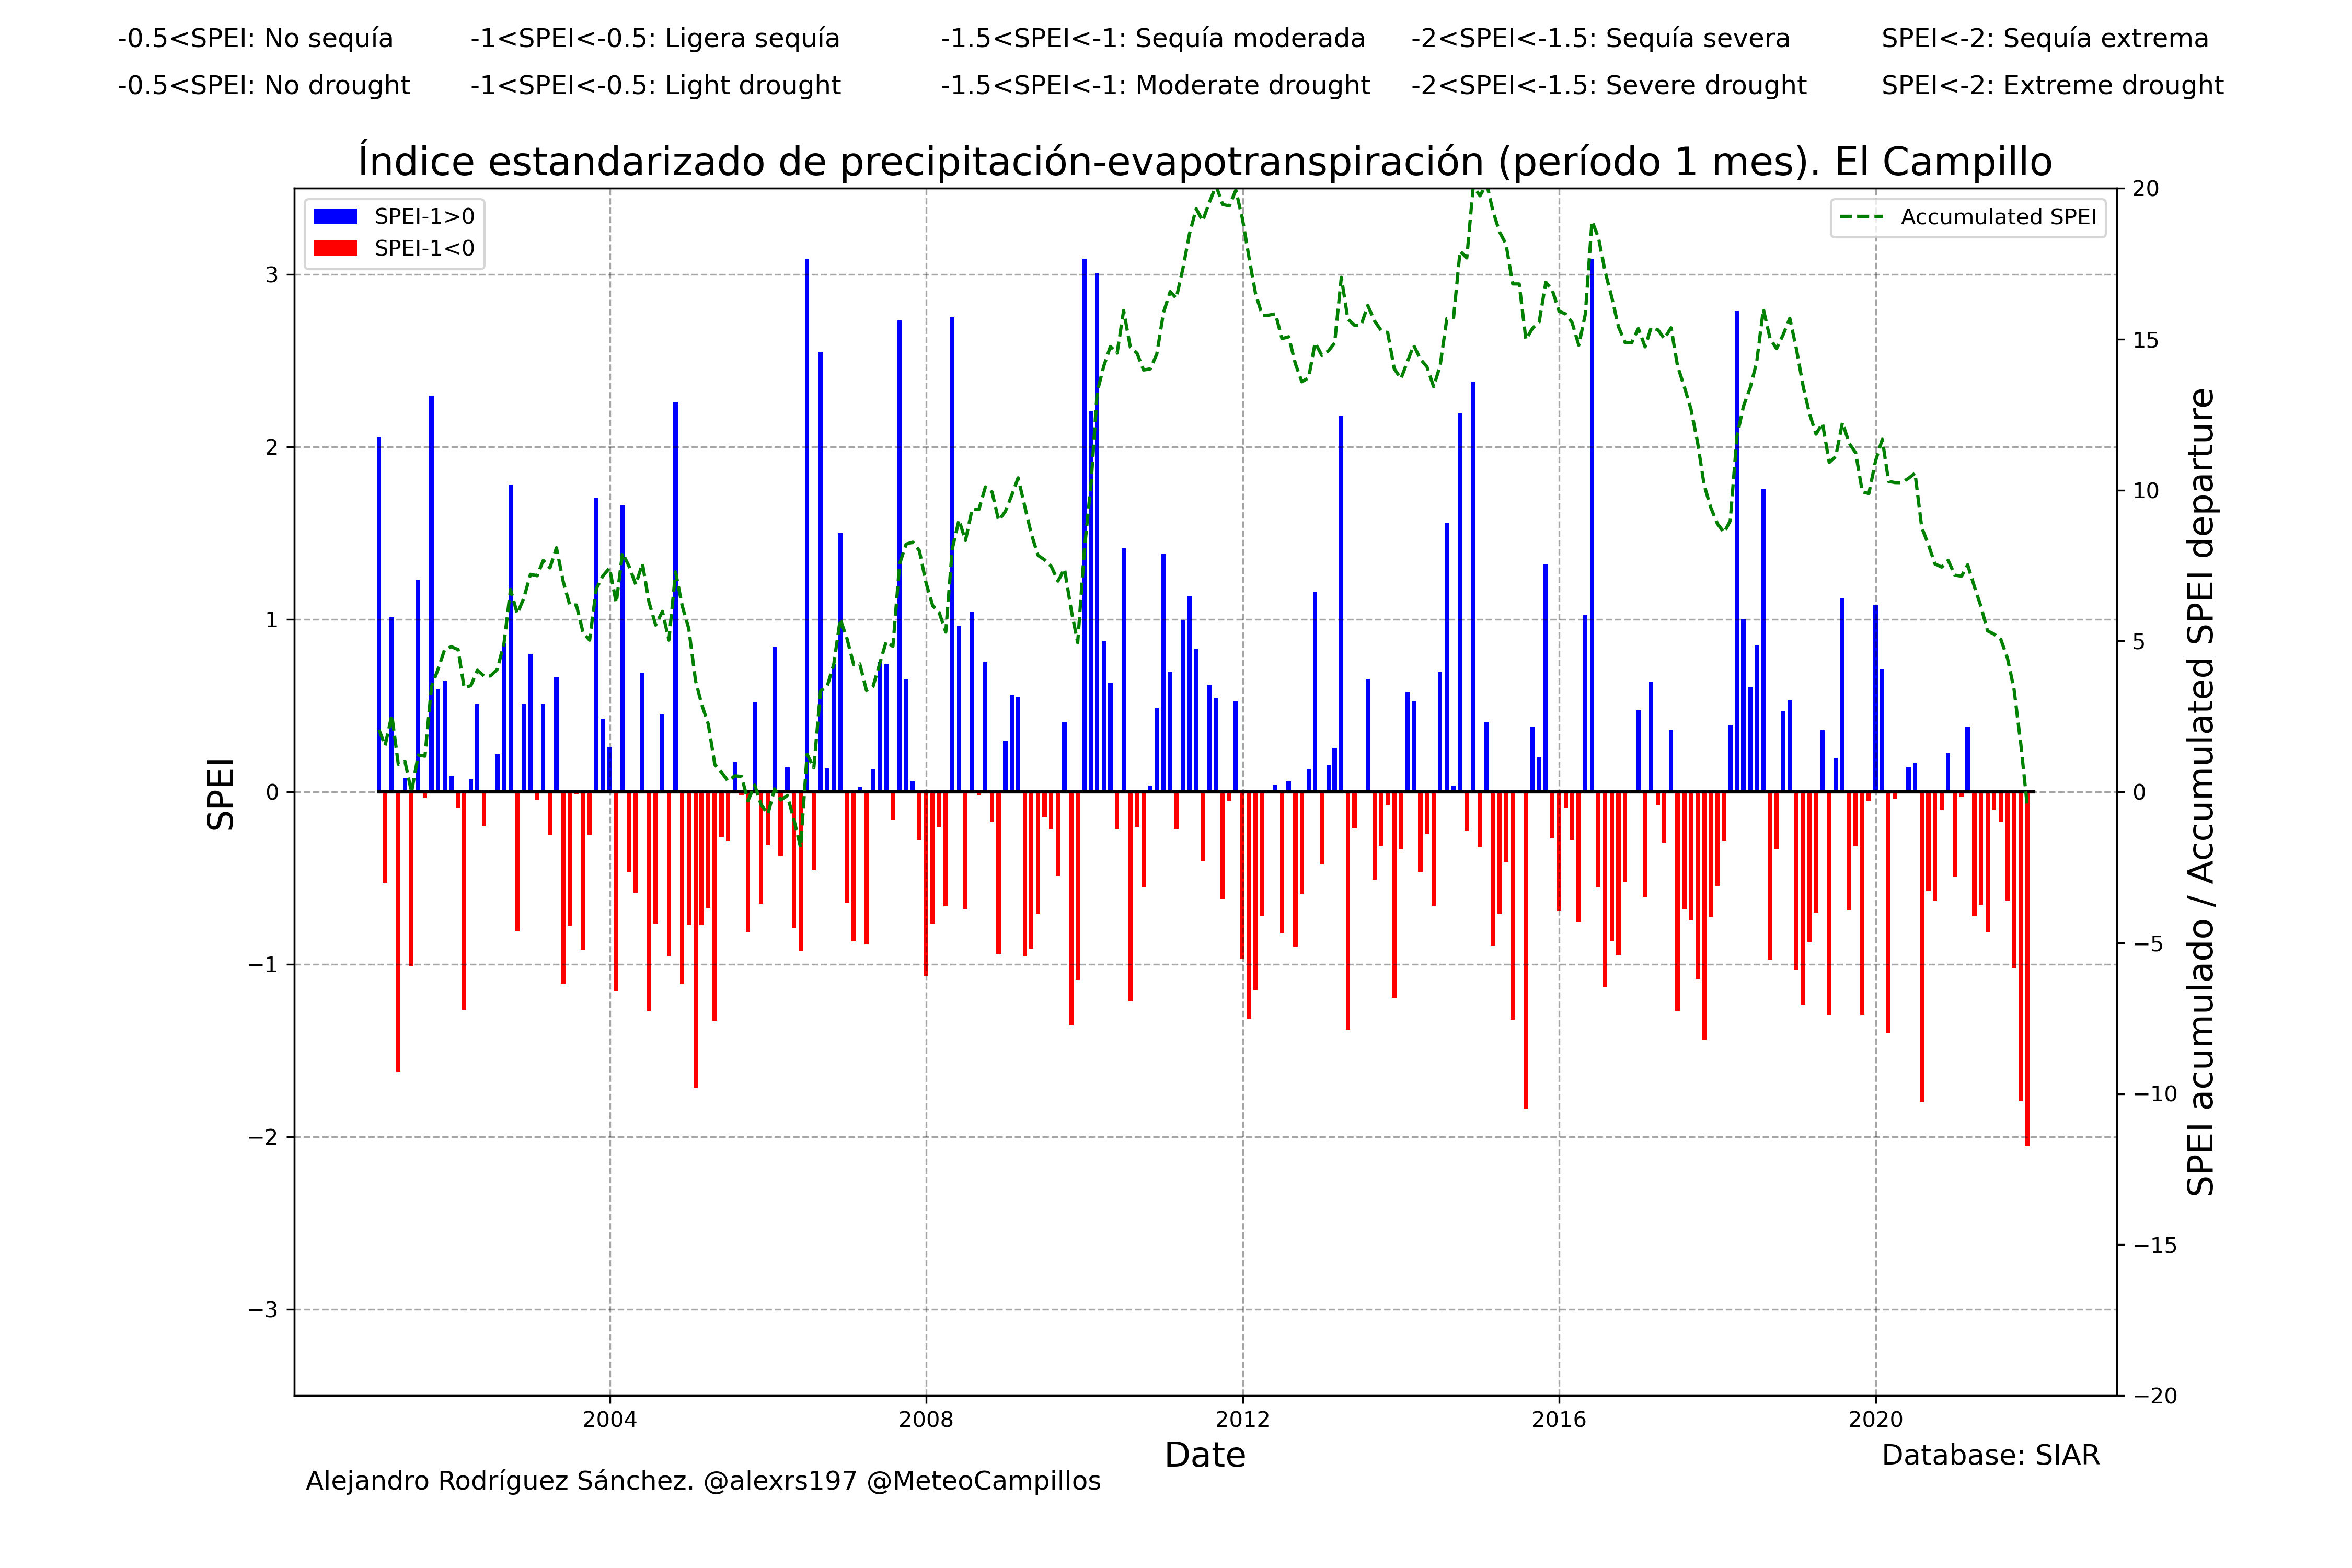 -0.5<SPEI: No sequía -1<SPEI<-0.5: Ligera sequía -1.5<SPEI<-1: Sequía moderada -2<SPEI<-1.5: Sequía severa SPEI<-2: Sequía extrema
-0.5<SPEI: No drought -1<SPEI<-0.5: Light drought -1.5<SPEI<-1: Moderate drought -2<SPEI<-1.5: Severe drought SPEI<-2: Extreme drought
Índice estandarizado de precipitación-evapotranspiración (período 1 mes). El Campillo
SPEI-1>0
SPEI-1<0
Accumulated SPEI
SPEI
3
2
1
0
−1
−2
−3
20
15
10
5
0
−5
−10
−15
−20
SPEI acumulado / Accumulated SPEI departure
2004 2008 2012 2016 2020
Date
Database: SIAR
Alejandro Rodríguez Sánchez. @alexrs197 @MeteoCampillos